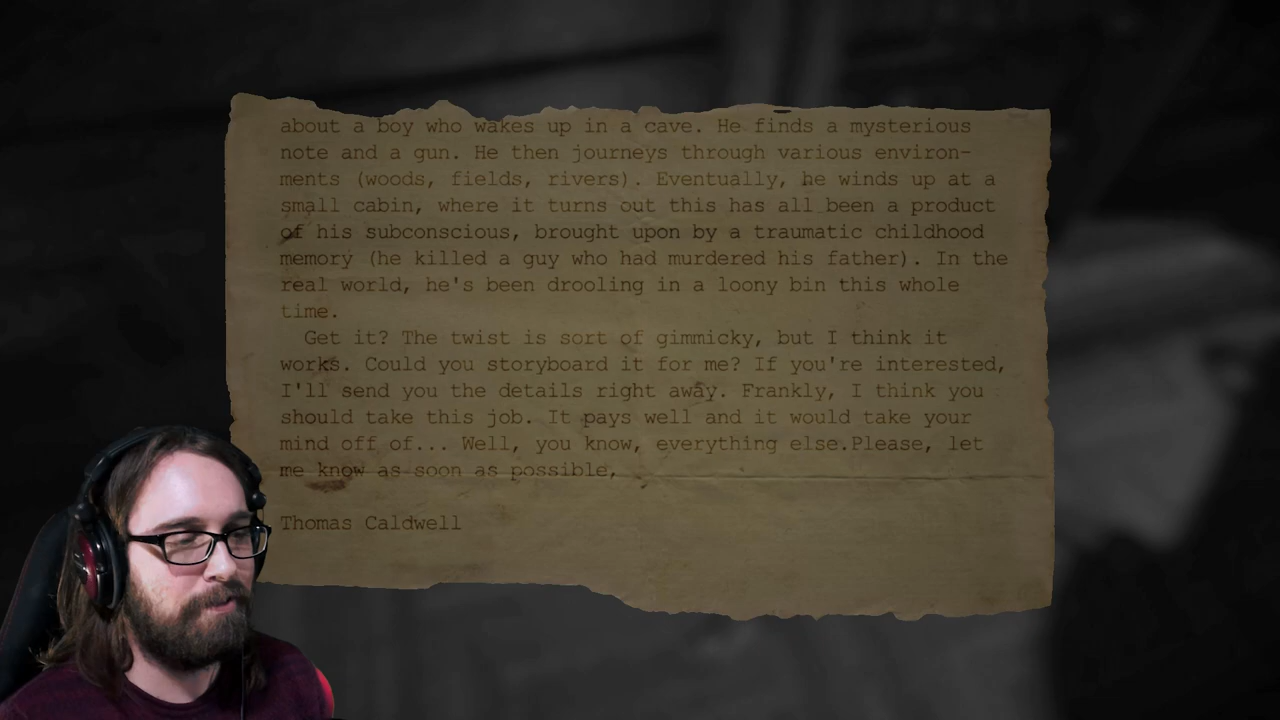 about a boy who wakes up in a cave. He finds a mysterious
note and a gun. He then journeys through various environ-
ments (woods, fields, rivers). Eventually, he winds up at a
small cabin, where it turns out this has all been a product
of his subconscious, brought upon by a traumatic childhood
memory (he killed a guy who had murdered his father). In the
real world, he's been drooling in a loony bin this whole
time.
Get it? The twist is sort of gimmicky, but I think it
works. Could you storyboard it for me? If you're interested,
I'll send you the details right away. Frankly, I think you
should take this job. It pays well and it would take your
mind off of... Well, you know, everything else.Please, let
me know as soon as possible,
Thomas Caldwell